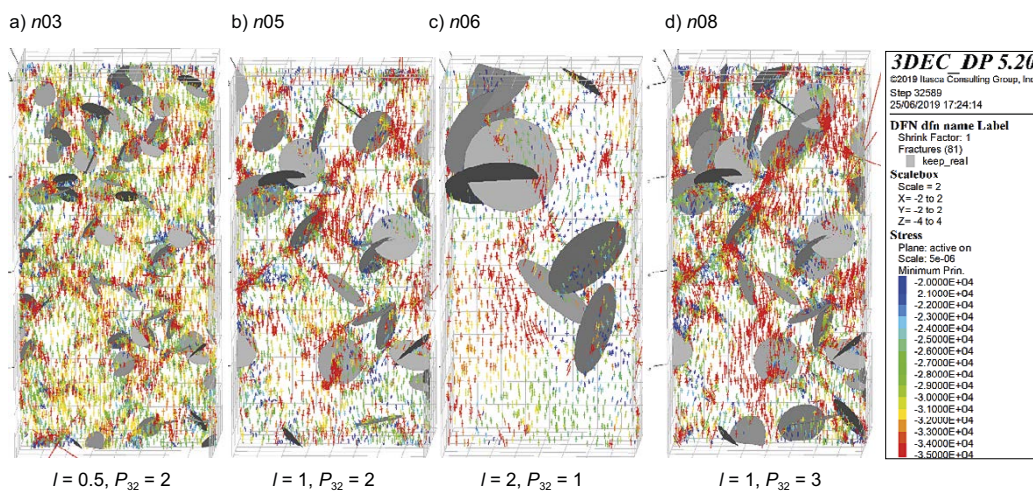 a) n03
b) n05
c) n06
d) n08
3DEC_DP 5.20
©2019 Itasca Consulting Group, Inc
Step 32589
25/06/2019 17:24:14
DFN dfn name Label
Shrink Factor: 1
Fractures (81)
keep_real
Scalebox
Scale = 2
X= -2 to 2
Y= -2 to 2
Z= -4 to 4
Stress
Plane: active on
Scale: 5e-06
Minimum Prin.
-2.0000E+04
2.1000E+04
-2.2000E+04
-2.3000E+04
-2.4000E+04
-2.5000E+04
-2.6000E+04
-2.7000E+04
-2.8000E+04
-2.9000E+04
-3.0000E+04
-3.1000E+04
-3.2000E+04
-3.3000E+04
-3.4000E+04
-3.5000E+04
l = 0.5, P32 = 2
l = 1, P32 = 2
l = 2, P32 = 1
l = 1, P32 = 3